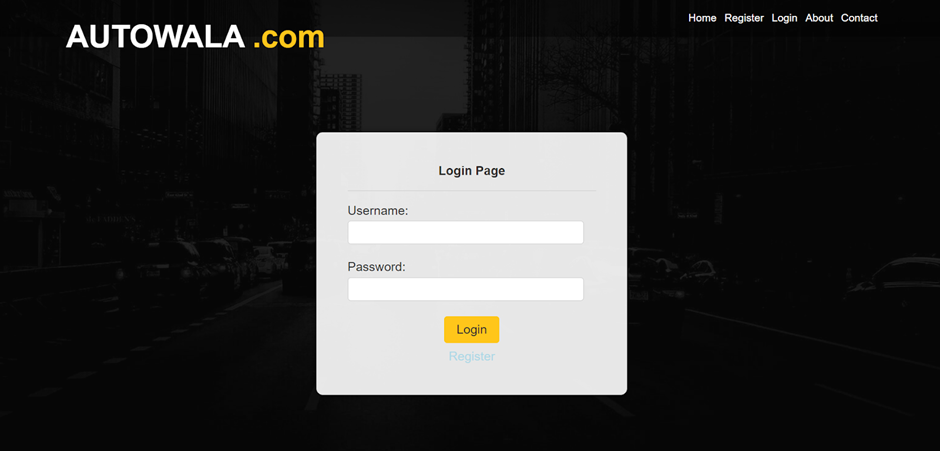 Home Register Login About Contact
AUTOWALA .com
Login Page
Username:
Password:
Login
Register